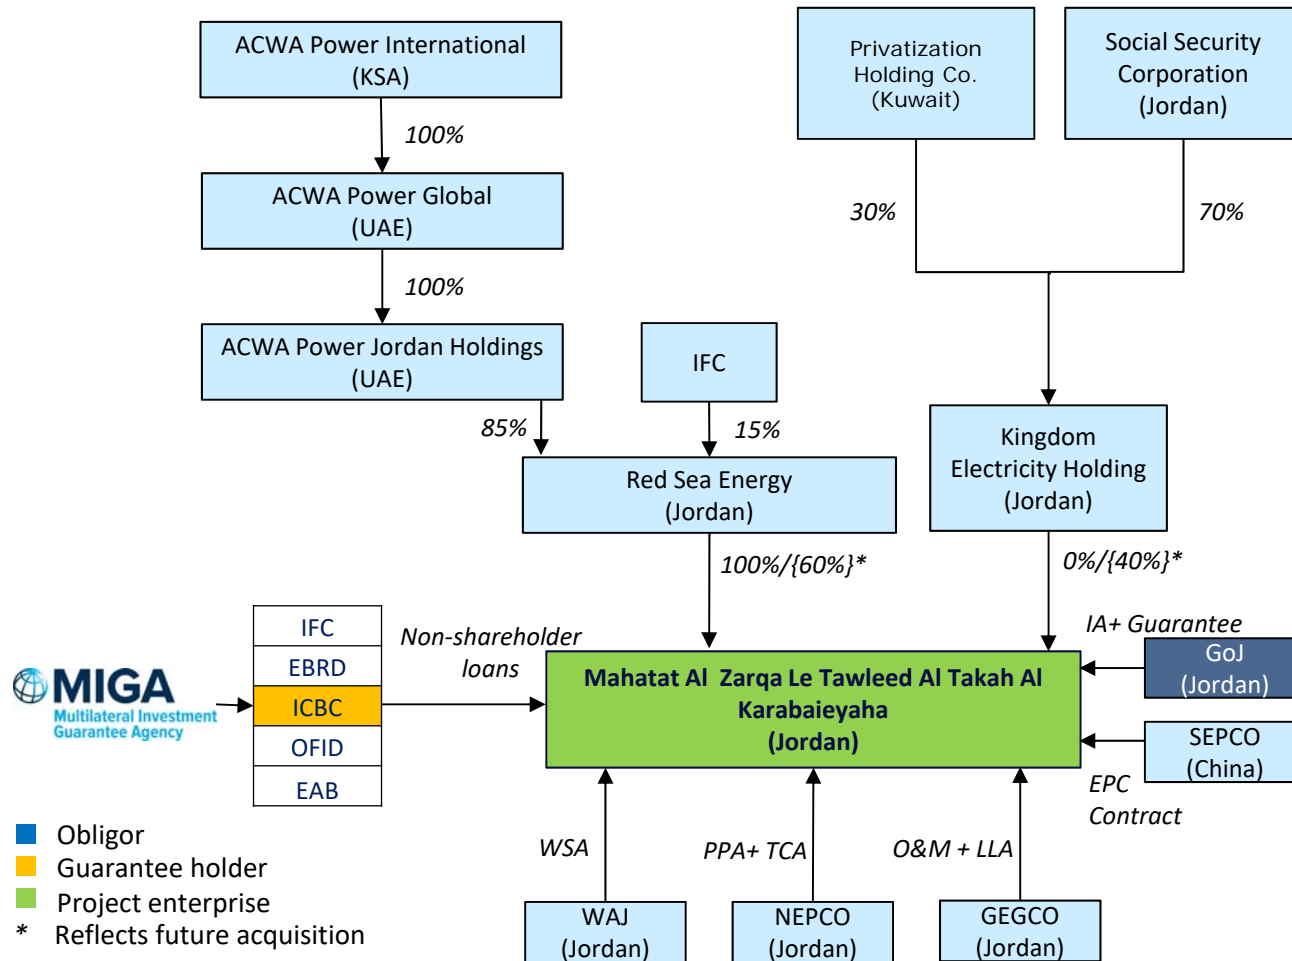 ACWA Power International
(KSA)
Privatization
Holding Co.
(Kuwait)
Social Security
Corporation
(Jordan)
100%
ACWA Power Global
(UAE)
30%
70%
100%
ACWA Power Jordan Holdings
(UAE)
IFC
85%
15%
Red Sea Energy
(Jordan)
Kingdom
Electricity Holding
(Jordan)
100%/{60%}*
0%/{40%}*
IFC
EBRD
ICBC
OFID
EAB
Non-shareholder
loans
MIGA
Multilateral Investment
Guarantee Agency
Mahatat Al Zarqa Le Tawleed Al Takah Al
Karabaieyaha
(Jordan)
IA+ Guarantee
GoJ
(Jordan)
SEPCO
(China)
EPC
Contract
WSA
PPA+ TCA
O&M + LLA
WAJ
(Jordan)
NEPCO
(Jordan)
GEGCO
(Jordan)
Obligor
Guarantee holder
Project enterprise
* Reflects future acquisition